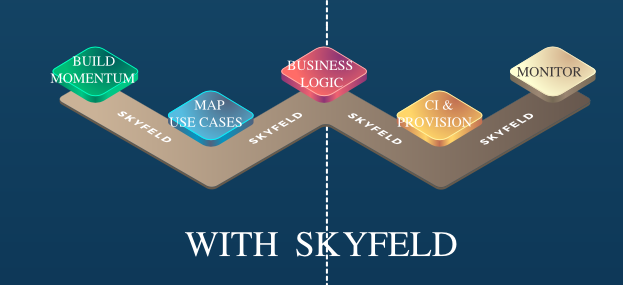 BUILD
MOMENTUM
MAP
USE CASES
BUSINESS
LOGIC
CI &
PROVISION
MONITOR
SKYFELD
SKYFELD
SKYFELD
SKYFELD
WITH SKYFELD